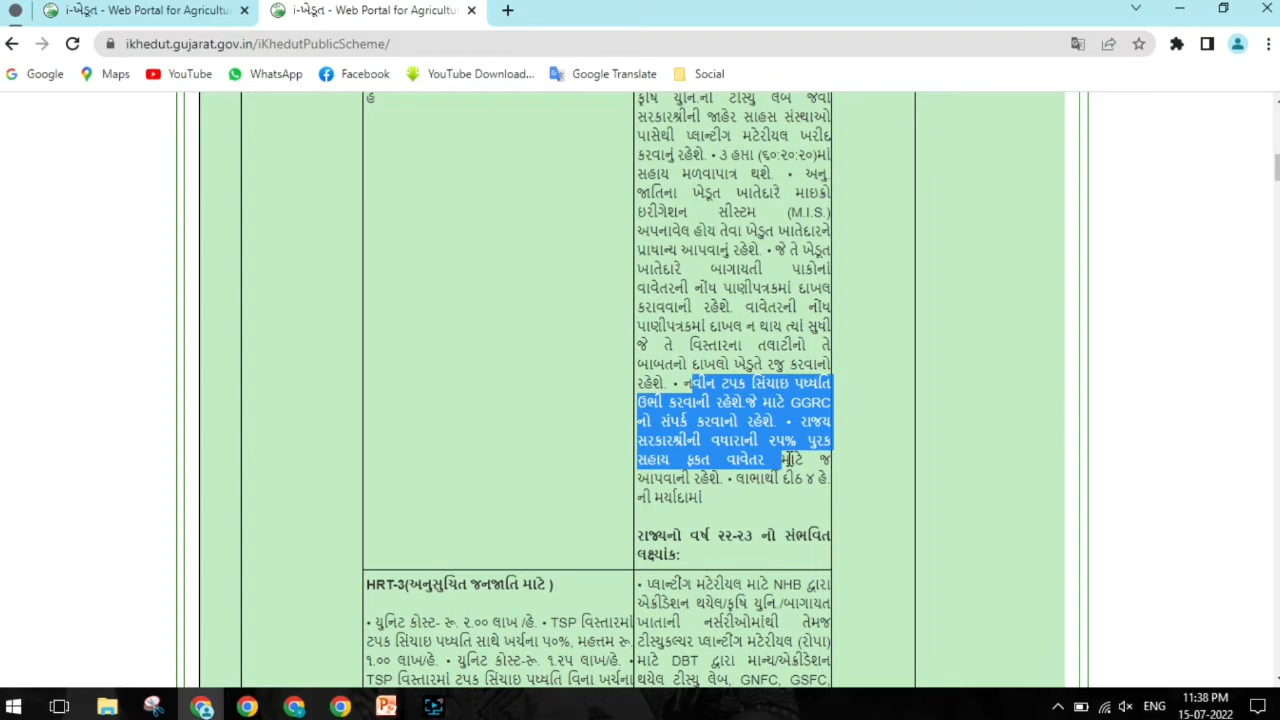 i-ખેડૂત - Web Portal for Agricultur
i-ખેડૂત - Web Portal for Agricultur
ikhedut.gujarat.gov.in/iKhedutPublicScheme/
Google
Maps
YouTube
WhatsApp
Facebook
YouTube Download...
Google Translate
Social
હે
કૃષિ યુનિ.ની ટીસ્યુ લેબ જેવી
સરકારશ્રીની જાહેર સાહસ સંસ્થાઓ
પાસેથી પ્લાન્ટીગ મટેરીયલ ખરીદ
કરવાનું રહેશે. • ૩ હપ્તા (૬૦:૨૦:૨૦)માં
સહાય મળવાપાત્ર થશે. • અનુ.
જાતિના ખેડૂત ખાતેદારે માઇક્રો
ઇરીગેશન સીસ્ટમ (M.I.S.)
અપનાવેલ હોય તેવા ખેડુત ખાતેદારને
પ્રાધાન્ય આપવાનું રહેશે. • જે તે ખેડૂત
ખાતેદારે બાગાયતી પાકોનાં
વાવેતરની નોંધ પાણીપત્રકમાં દાખલ
કરાવવાની રહેશે. વાવેતરની નોંધ
પાણીપત્રકમાં દાખલ ન થાય ત્યાં સુધી
જે તે વિસ્તારના તલાટીનો તે
બાબતનો દાખલો ખેડુતે રજુ કરવાનો
રહેશે. • નવીન ટપક સિંચાઇ પધ્ધતિ
ઉભી કરવાની રહેશે.જે માટે GGRC
નો સંપર્ક કરવાનો રહેશે. • રાજય
સરકારશ્રીની વધારાની ૨૫% પુરક
સહાય ફકત વાવેતર માટે જ
આપવાની રહેશે. • લાભાર્થી દીઠ ૪ હે.
ની મર્યાદામાં
રાજ્યનો વર્ષ ૨૨-૨૩ નો સંભવિત
લક્ષ્યાંક:
HRT-3(અનુસુચિત જનજાતિ માટે )
• યુનિટ કોસ્ટ- રૂ. ૨.૦૦ લાખ /હે. • TSP વિસ્તારમાં
ટપક સિંચાઇ પધ્ધતિ સાથે ખર્ચના ૫૦%, મહત્તમ રૂ.
૧.૦૦ લાખ/હે. • યુનિટ કોસ્ટ-રૂ. ૧.૨૫ લાખ/હે. •
TSP વિસ્તારમાં ટપક સિંચાઇ પધ્ધતિ વિના ખર્ચના
• પ્લાન્ટીંગ મટેરીયલ માટે NHB દ્વારા
એક્રીડેશન થયેલ/કૃષિ યુનિ./બાગાયત
ખાતાની નર્સરીઓમાંથી તેમજ
ટીસ્યુકલ્ચર પ્લાન્ટીંગ મટેરીયલ (રોપા)
માટે DBT દ્વારા માન્ય/એક્રીડેશન
થયેલ ટીસ્યુ લેબ, GNFC, GSFC,
ENG
11:38 PM
15-07-2022